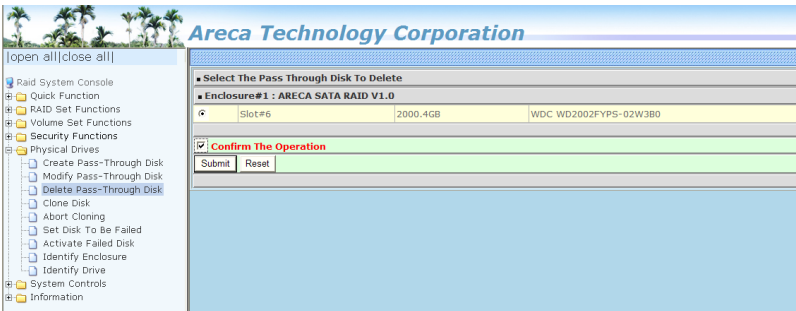 Areca Technology Corporation
|open all|close all|
Raid System Console
Quick Function
RAID Set Functions
Volume Set Functions
Security Functions
Physical Drives
Create Pass-Through Disk
Modify Pass-Through Disk
Delete Pass-Through Disk
Clone Disk
Abort Cloning
Set Disk To Be Failed
Activate Failed Disk
Identify Enclosure
Identify Drive
System Controls
Information
Select The Pass Through Disk To Delete
Enclosure#1 : ARECA SATA RAID V1.0
Slot#6 2000.4GB WDC WD2002FYPS-02W3B0
Confirm The Operation
Submit Reset